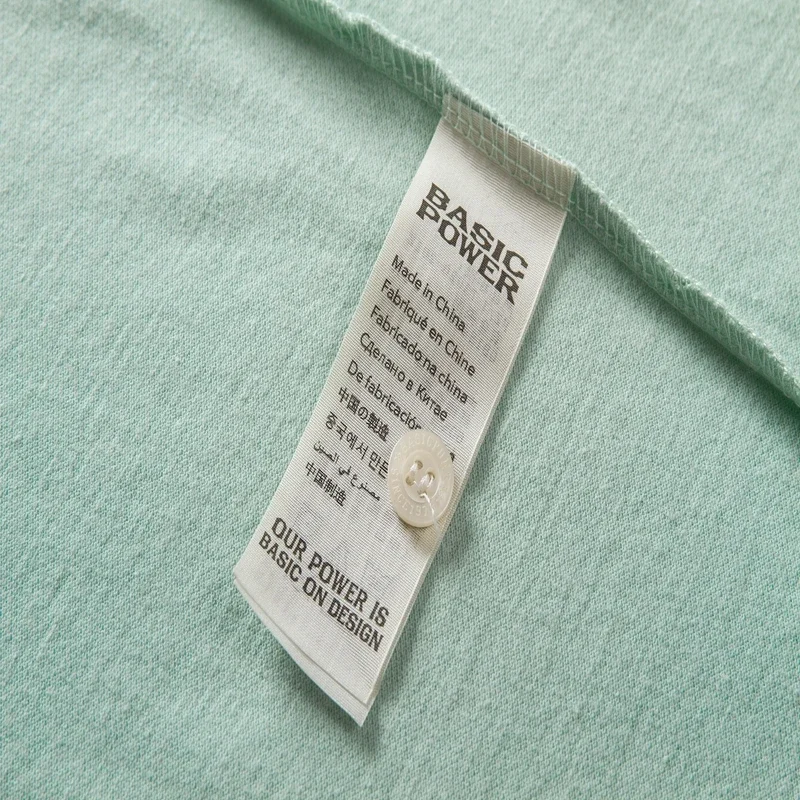 BASIC
POWER
Made in China
Fabriqué en Chine
Fabricado na china
Сделано в Китае
De fabricación
中国の製造
중국에서 만든
مصنوع في الصين
中国制造
OUR POWER IS
BASIC ON DESIGN